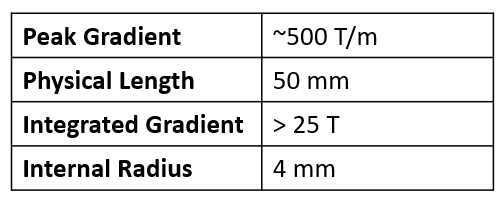 Peak Gradient ~500 T/m
Physical Length 50 mm
Integrated Gradient > 25 T
Internal Radius 4 mm